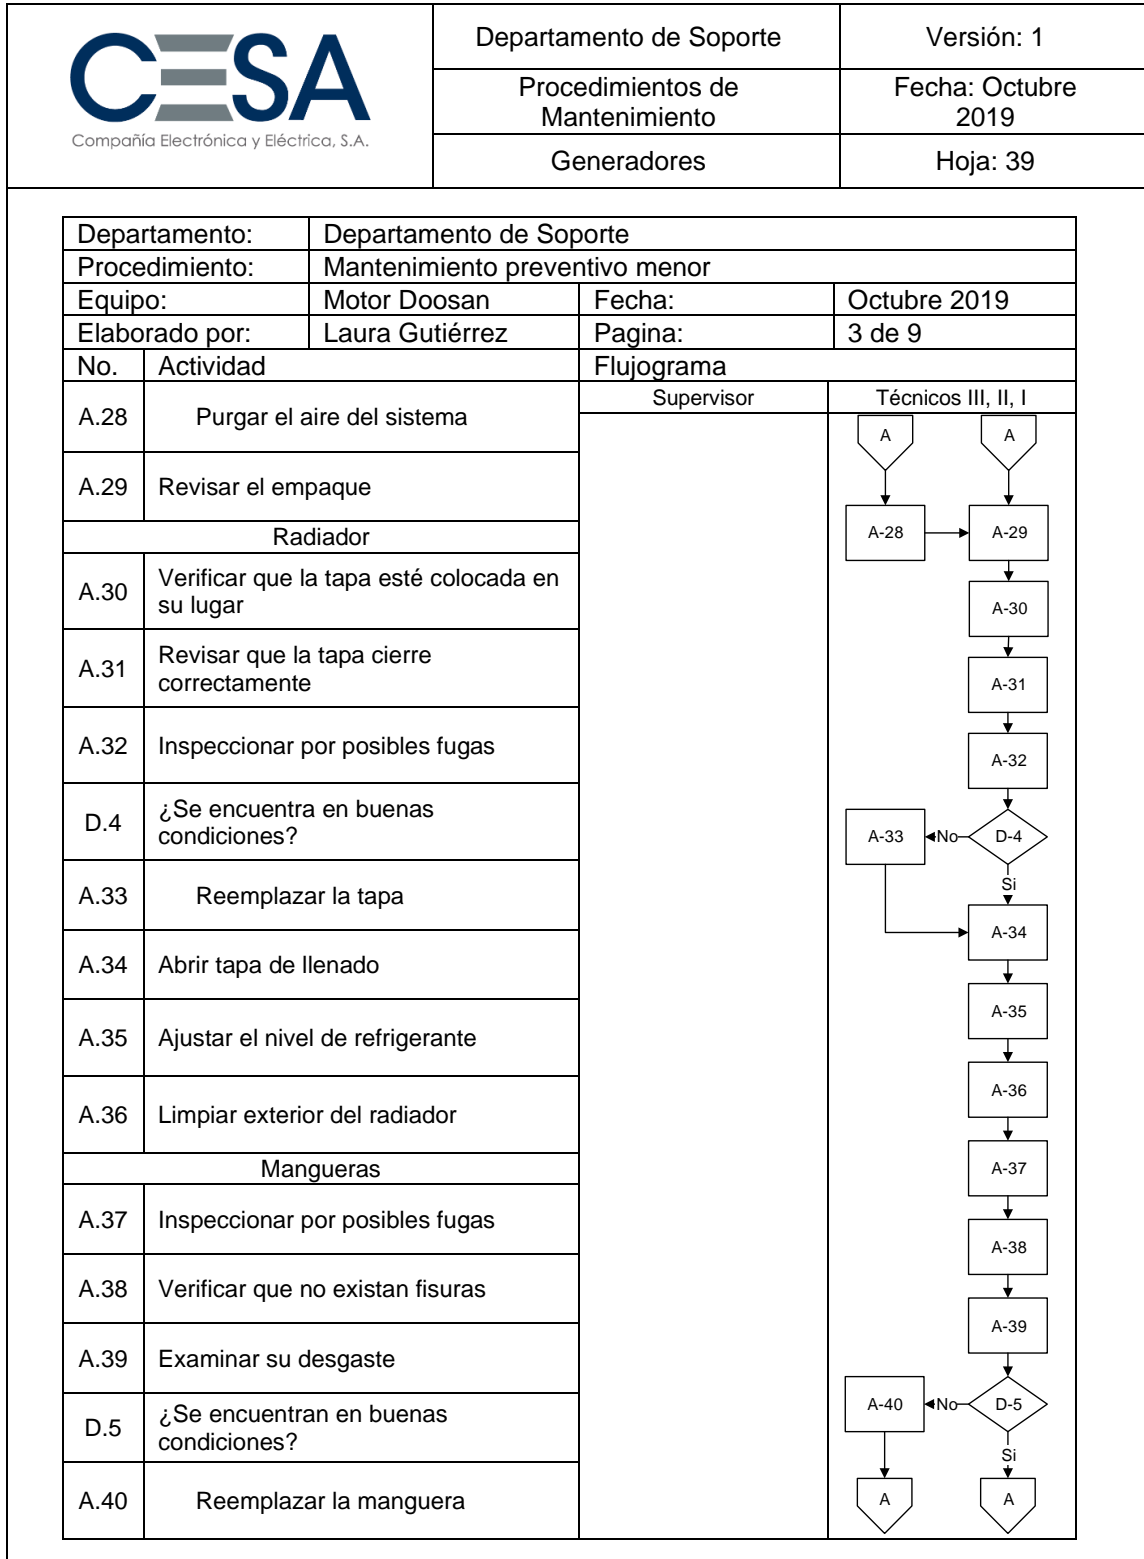 CESA
Compañía Electrónica y Eléctrica, S.A.
Departamento de Soporte
Versión: 1
Procedimientos de
Mantenimiento
Fecha: Octubre
2019
Generadores
Hoja: 39
Departamento:
Departamento de Soporte
Procedimiento:
Mantenimiento preventivo menor
Equipo:
Motor Doosan
Fecha:
Octubre 2019
Elaborado por:
Laura Gutiérrez
Pagina:
3 de 9
No.
Actividad
Flujograma
Supervisor
Técnicos III, II, I
A.28
Purgar el aire del sistema
A.29
Revisar el empaque
Radiador
A.30
Verificar que la tapa esté colocada en
su lugar
A.31
Revisar que la tapa cierre
correctamente
A.32
Inspeccionar por posibles fugas
D.4
¿Se encuentra en buenas
condiciones?
A.33
Reemplazar la tapa
A.34
Abrir tapa de llenado
A.35
Ajustar el nivel de refrigerante
A.36
Limpiar exterior del radiador
Mangueras
A.37
Inspeccionar por posibles fugas
A.38
Verificar que no existan fisuras
A.39
Examinar su desgaste
D.5
¿Se encuentran en buenas
condiciones?
A.40
Reemplazar la manguera
A
A
A-28
A-29
A-30
A-31
A-32
A-33
No
D-4
Si
A-34
A-35
A-36
A-37
A-38
A-39
A-40
No
D-5
Si
A
A